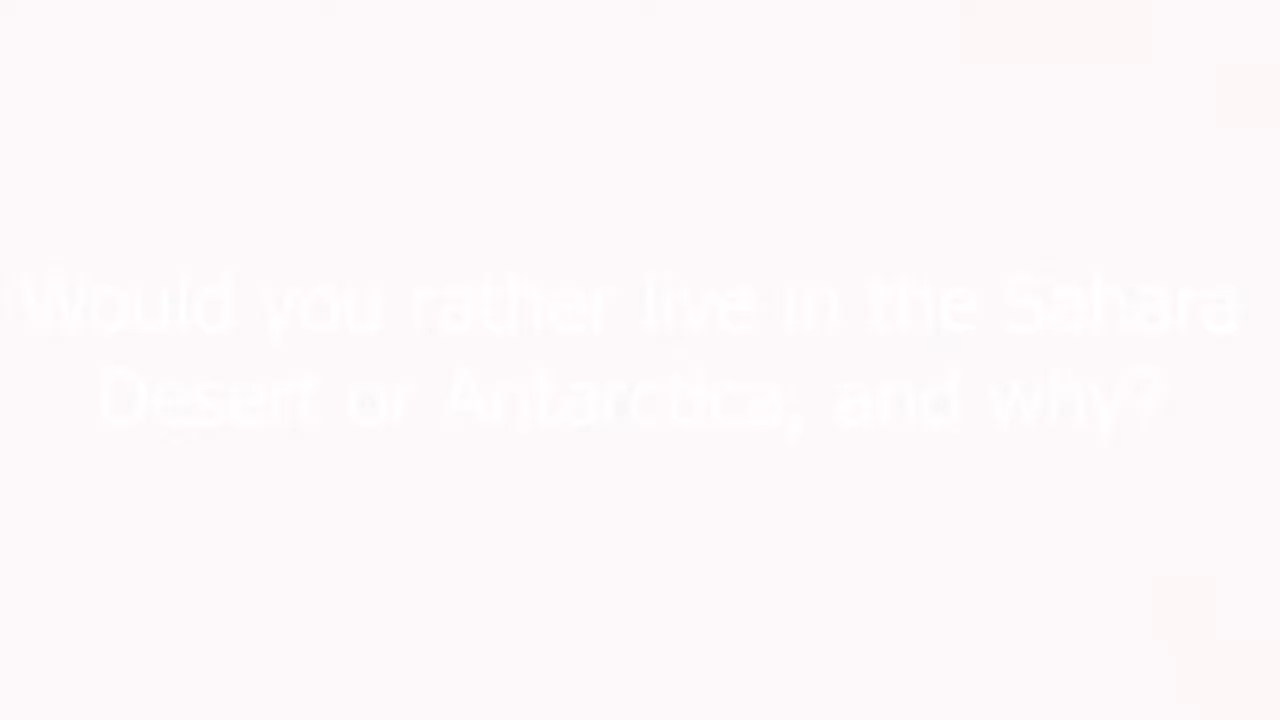 Would you rather live in the Sahara
Desert or Antarctica, and why?